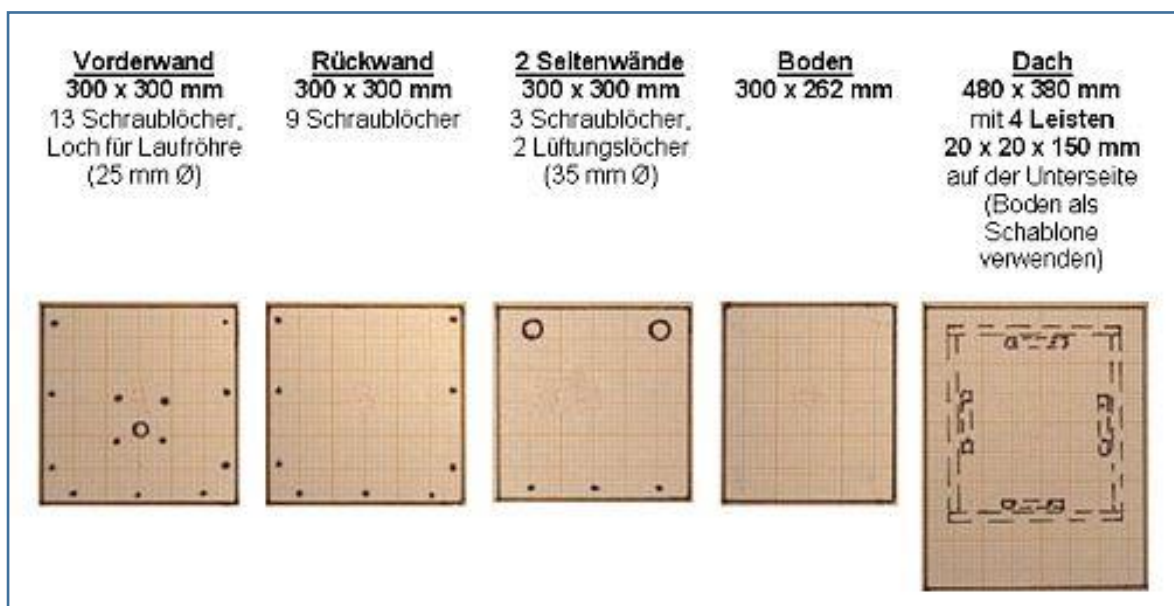 Vorderwand
300 x 300 mm
13 Schraublöcher,
Loch für Laufröhre
(25 mm Ø)
Rückwand
300 x 300 mm
9 Schraublöcher
2 Seitenwände
300 x 300 mm
3 Schraublöcher,
2 Lüftungslöcher
(35 mm Ø)
Boden
300 x 262 mm
Dach
480 x 380 mm
mit 4 Leisten
20 x 20 x 150 mm
auf der Unterseite
(Boden als
Schablone
verwenden)